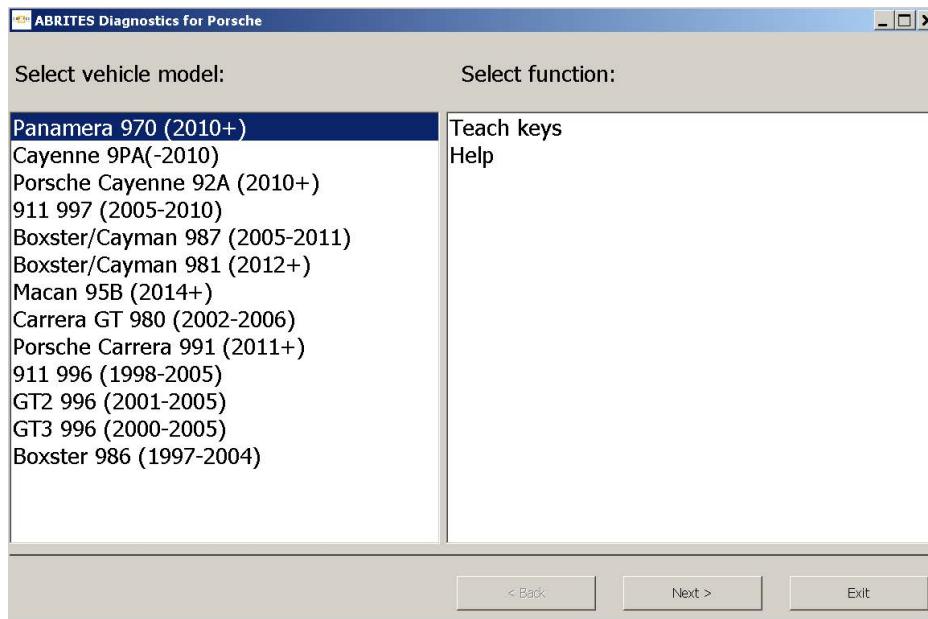 ABRITES Diagnostics for Porsche
Select vehicle model:
Select function:
Panamera 970 (2010+)
Cayenne 9PA(-2010)
Porsche Cayenne 92A (2010+)
911 997 (2005-2010)
Boxster/Cayman 987 (2005-2011)
Boxster/Cayman 981 (2012+)
Macan 95B (2014+)
Carrera GT 980 (2002-2006)
Porsche Carrera 991 (2011+)
911 996 (1998-2005)
GT2 996 (2001-2005)
GT3 996 (2000-2005)
Boxster 986 (1997-2004)
Teach keys
Help
< Back
Next >
Exit